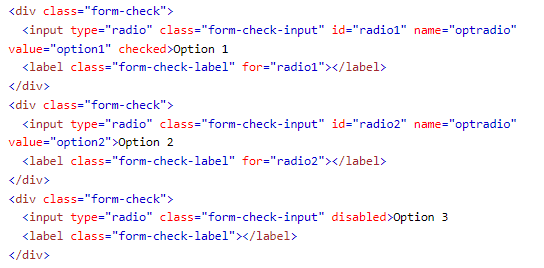 <div class="form-check">
  <input type="radio" class="form-check-input" id="radio1" name="optradio"
value="option1" checked>Option 1
  <label class="form-check-label" for="radio1"></label>
</div>
<div class="form-check">
  <input type="radio" class="form-check-input" id="radio2" name="optradio"
value="option2">Option 2
  <label class="form-check-label" for="radio2"></label>
</div>
<div class="form-check">
  <input type="radio" class="form-check-input" disabled>Option 3
  <label class="form-check-label"></label>
</div>